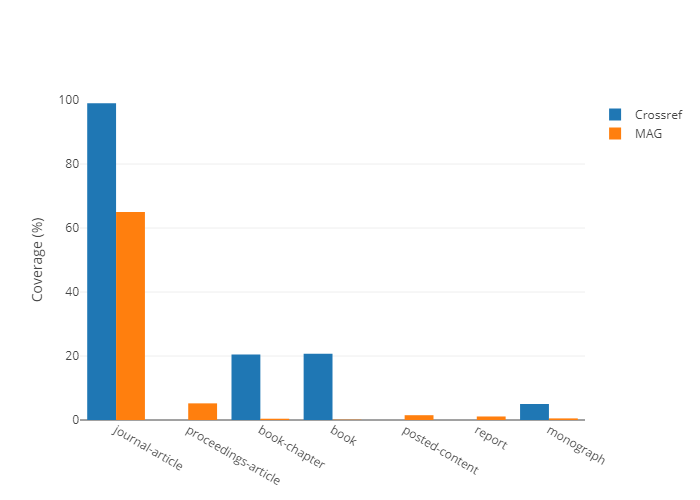 100
80
60
40
20
0
Coverage (%)
journal-article
proceedings-article
book-chapter
book
posted-content
report
monograph
Crossref
MAG